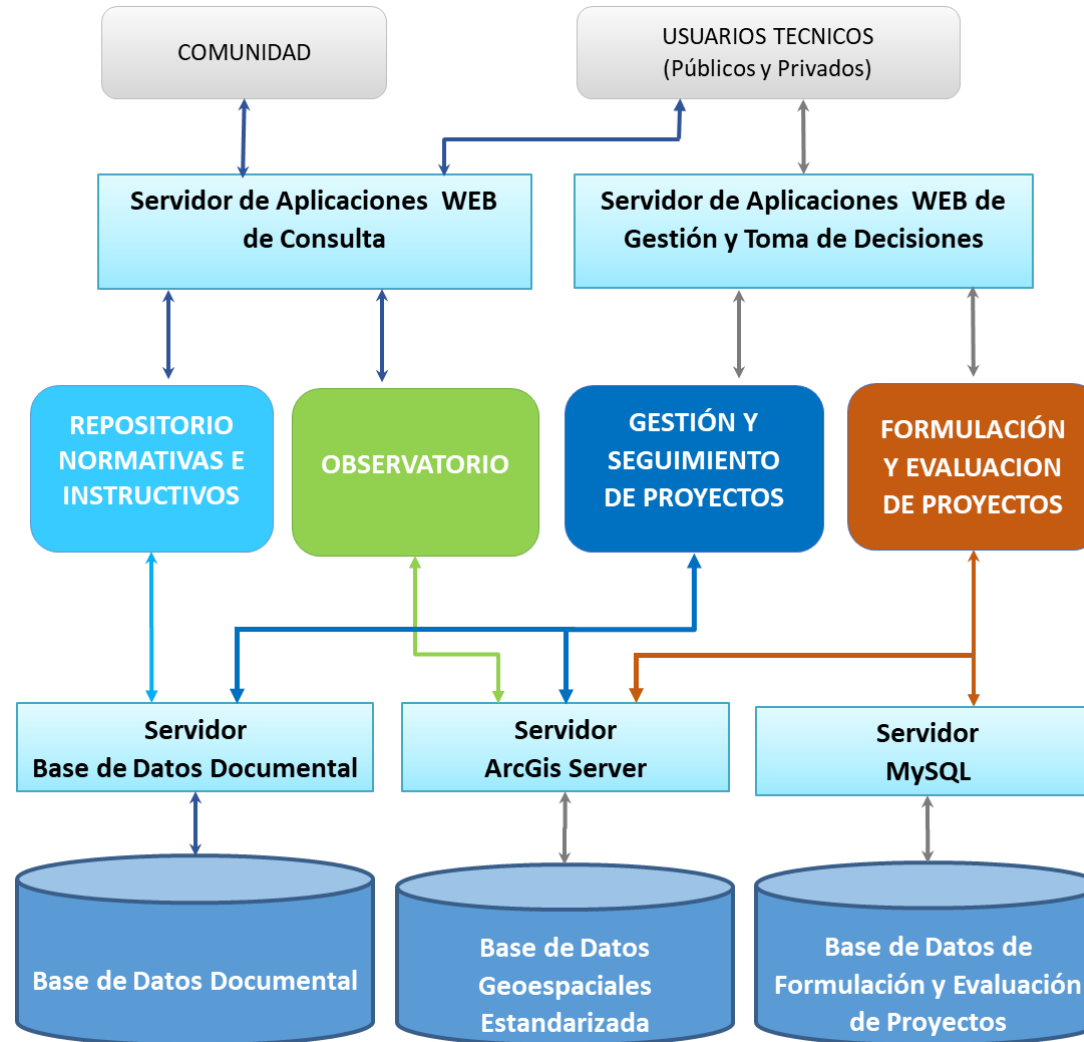 COMUNIDAD
USUARIOS TECNICOS
(Públicos y Privados)
Servidor de Aplicaciones WEB
de Consulta
Servidor de Aplicaciones WEB de
Gestión y Toma de Decisiones
REPOSITORIO
NORMATIVAS E
INSTRUCTIVOS
OBSERVATORIO
GESTIÓN Y
SEGUIMIENTO
DE PROYECTOS
FORMULACIÓN
Y EVALUACION
DE PROYECTOS
Servidor
Base de Datos Documental
Servidor
ArcGis Server
Servidor
MySQL
Base de Datos Documental
Base de Datos
Geoespaciales
Estandarizada
Base de Datos de
Formulación y Evaluación
de Proyectos